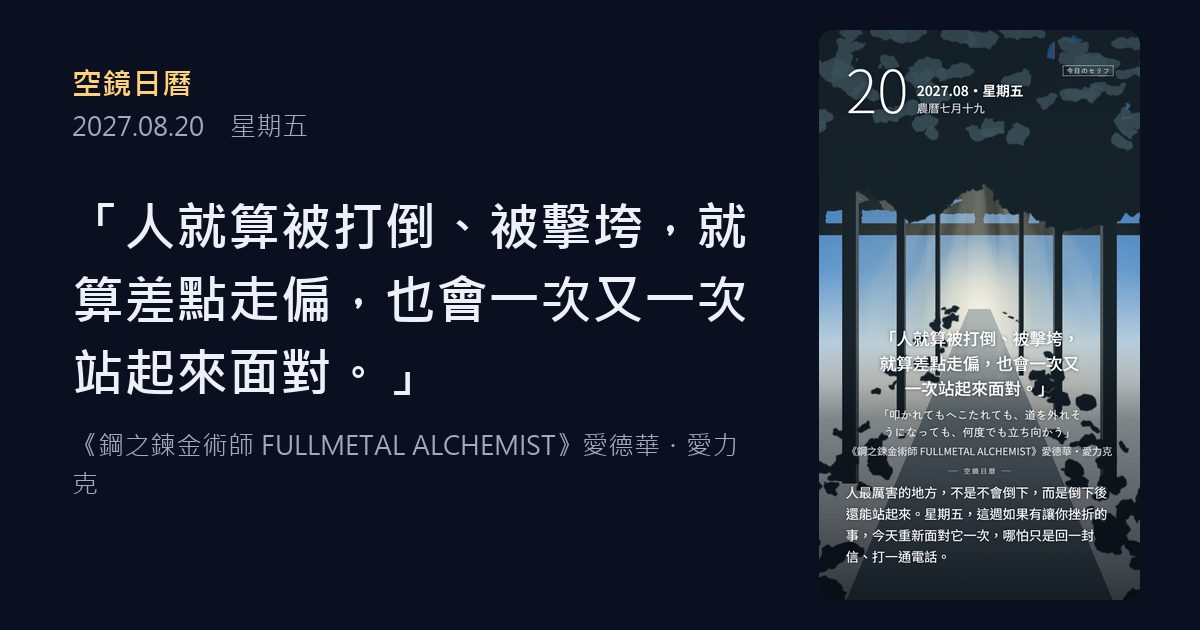 空鏡日曆
2027.08.20 星期五
「人就算被打倒、被擊垮，就
算差點走偏，也會一次又一次
站起來面對。」
《鋼之鍊金術師 FULLMETAL ALCHEMIST》愛德華・愛力
克
20
2027.08・星期五
農曆七月十九
今日のセリフ
「人就算被打倒、被擊垮，
就算差點走偏，也會一次又
一次站起來面對。」
「叩かれてもへこたれても、道を外れそ
うになっても、何度でも立ち向かう」
《鋼之鍊金術師 FULLMETAL ALCHEMIST》愛德華・愛力克
— 空鏡日曆 —
人最厲害的地方，不是不會倒下，而是倒下後
還能站起來。星期五，這週如果有讓你挫折的
事，今天重新面對它一次，哪怕只是回一封
信、打一通電話。